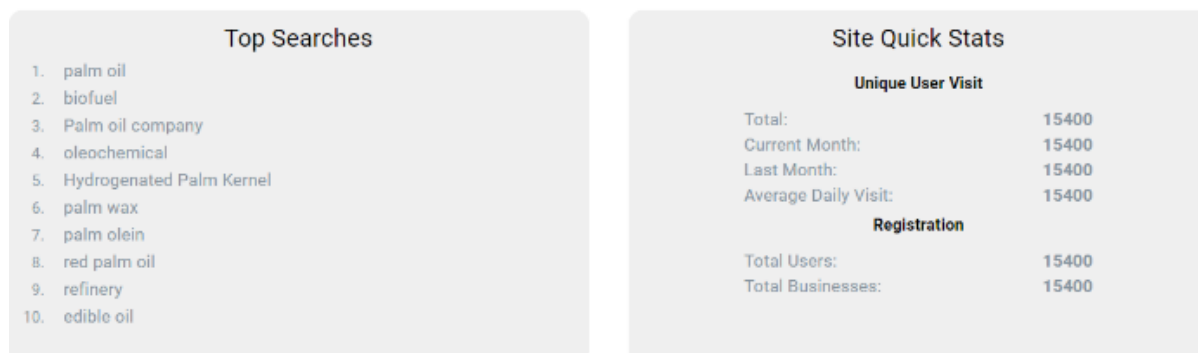 Top Searches
1. palm oil
2. biofuel
3. Palm oil company
4. oleochemical
5. Hydrogenated Palm Kernel
6. palm wax
7. palm olein
8. red palm oil
9. refinery
10. edible oil
Site Quick Stats
Unique User Visit
Total: 15400
Current Month: 15400
Last Month: 15400
Average Daily Visit: 15400
Registration
Total Users: 15400
Total Businesses: 15400